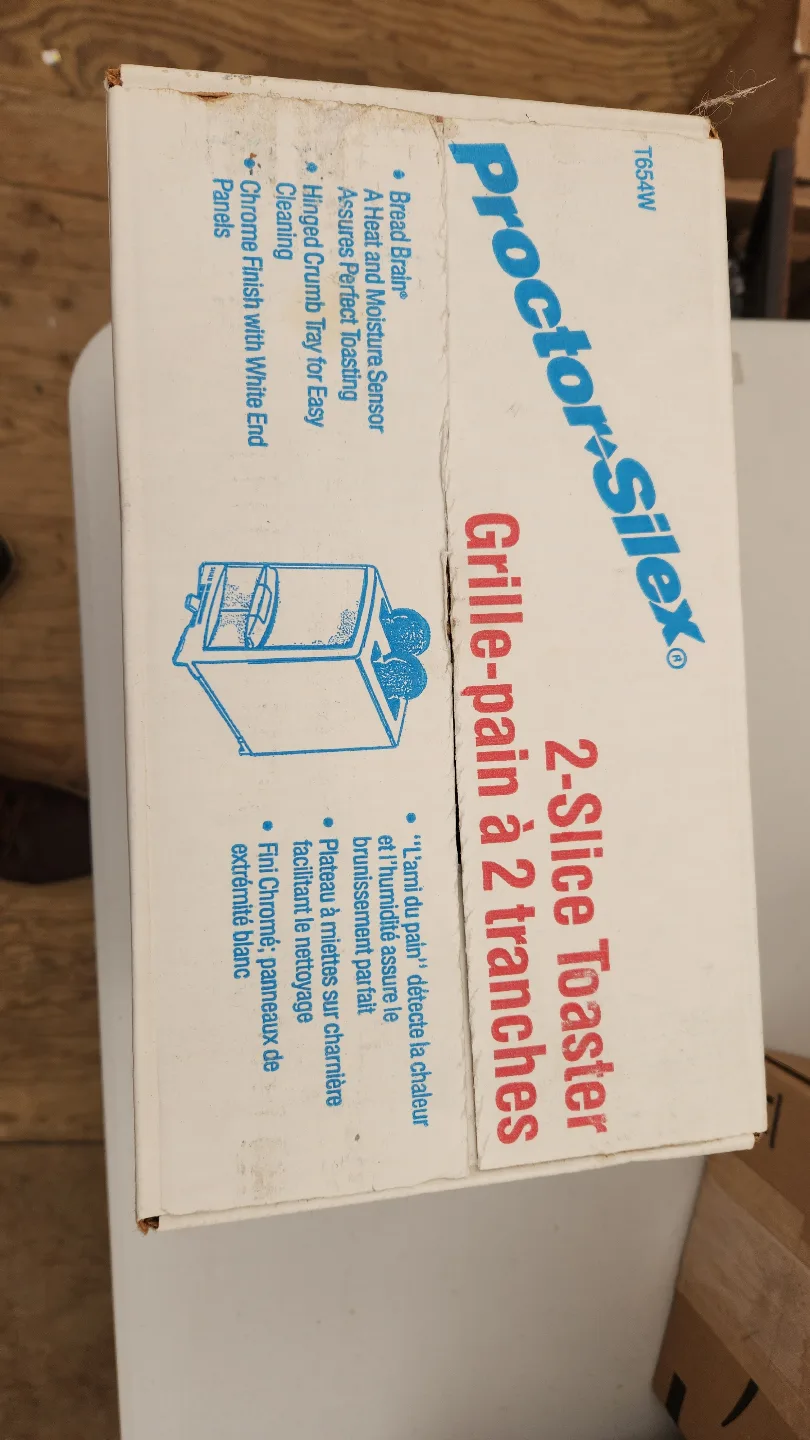 T654W
Proctor-Silex®
2-Slice Toaster
Grille-pain à 2 tranches
• Bread Brain®
A Heat and Moisture Sensor
Assures Perfect Toasting
• Hinged Crumb Tray for Easy
Cleaning
• Chrome Finish with White End
Panels
• "L'ami du pain" détecte la chaleur
et l'humidité assure le
brunissement parfait
• Plateau à miettes sur charnière
facilitant le nettoyage
• Fini Chromé; panneaux de
extrémité blanc